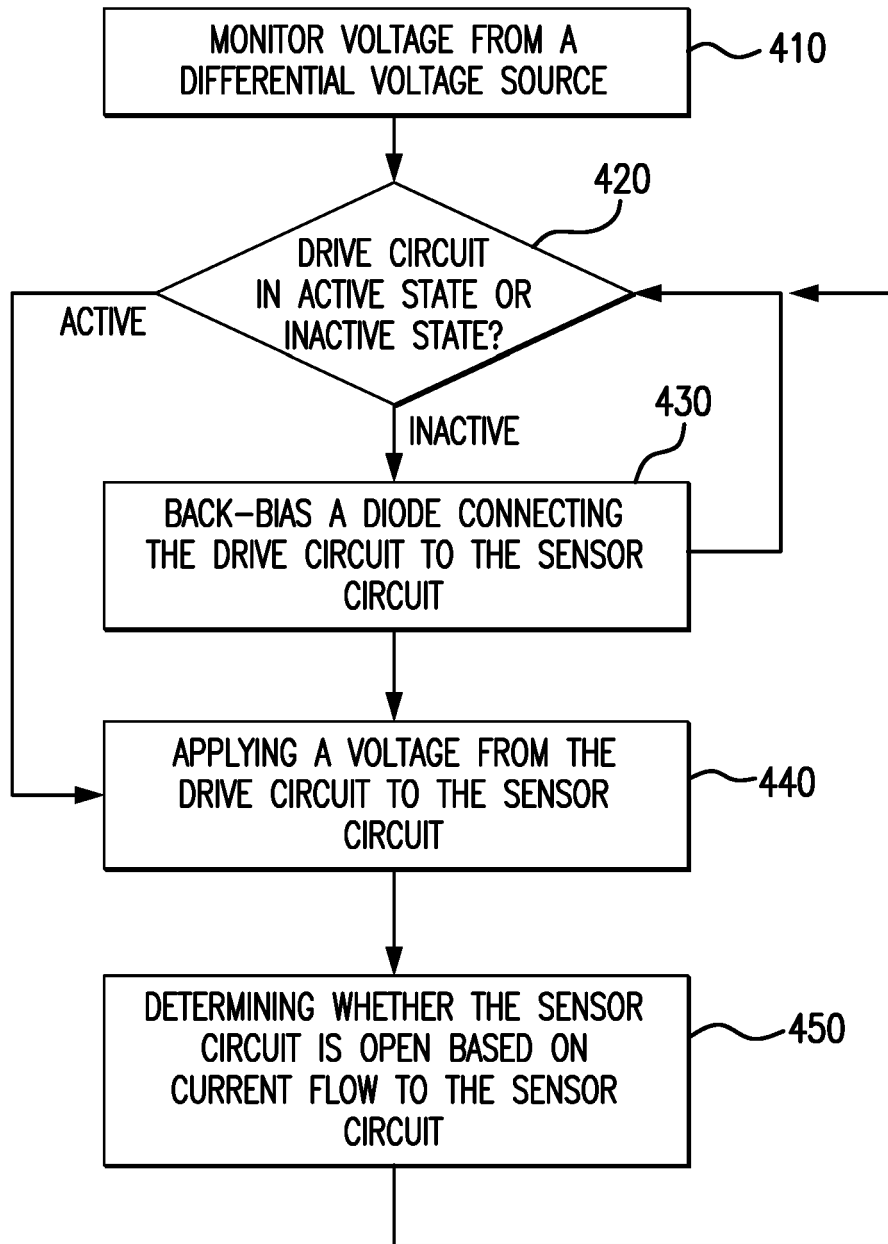 MONITOR VOLTAGE FROM A
DIFFERENTIAL VOLTAGE SOURCE
410
420
DRIVE CIRCUIT
IN ACTIVE STATE OR
INACTIVE STATE?
ACTIVE
INACTIVE
430
BACK-BIAS A DIODE CONNECTING
THE DRIVE CIRCUIT TO THE SENSOR
CIRCUIT
APPLYING A VOLTAGE FROM THE
DRIVE CIRCUIT TO THE SENSOR
CIRCUIT
440
DETERMINING WHETHER THE SENSOR
CIRCUIT IS OPEN BASED ON
CURRENT FLOW TO THE SENSOR
CIRCUIT
450